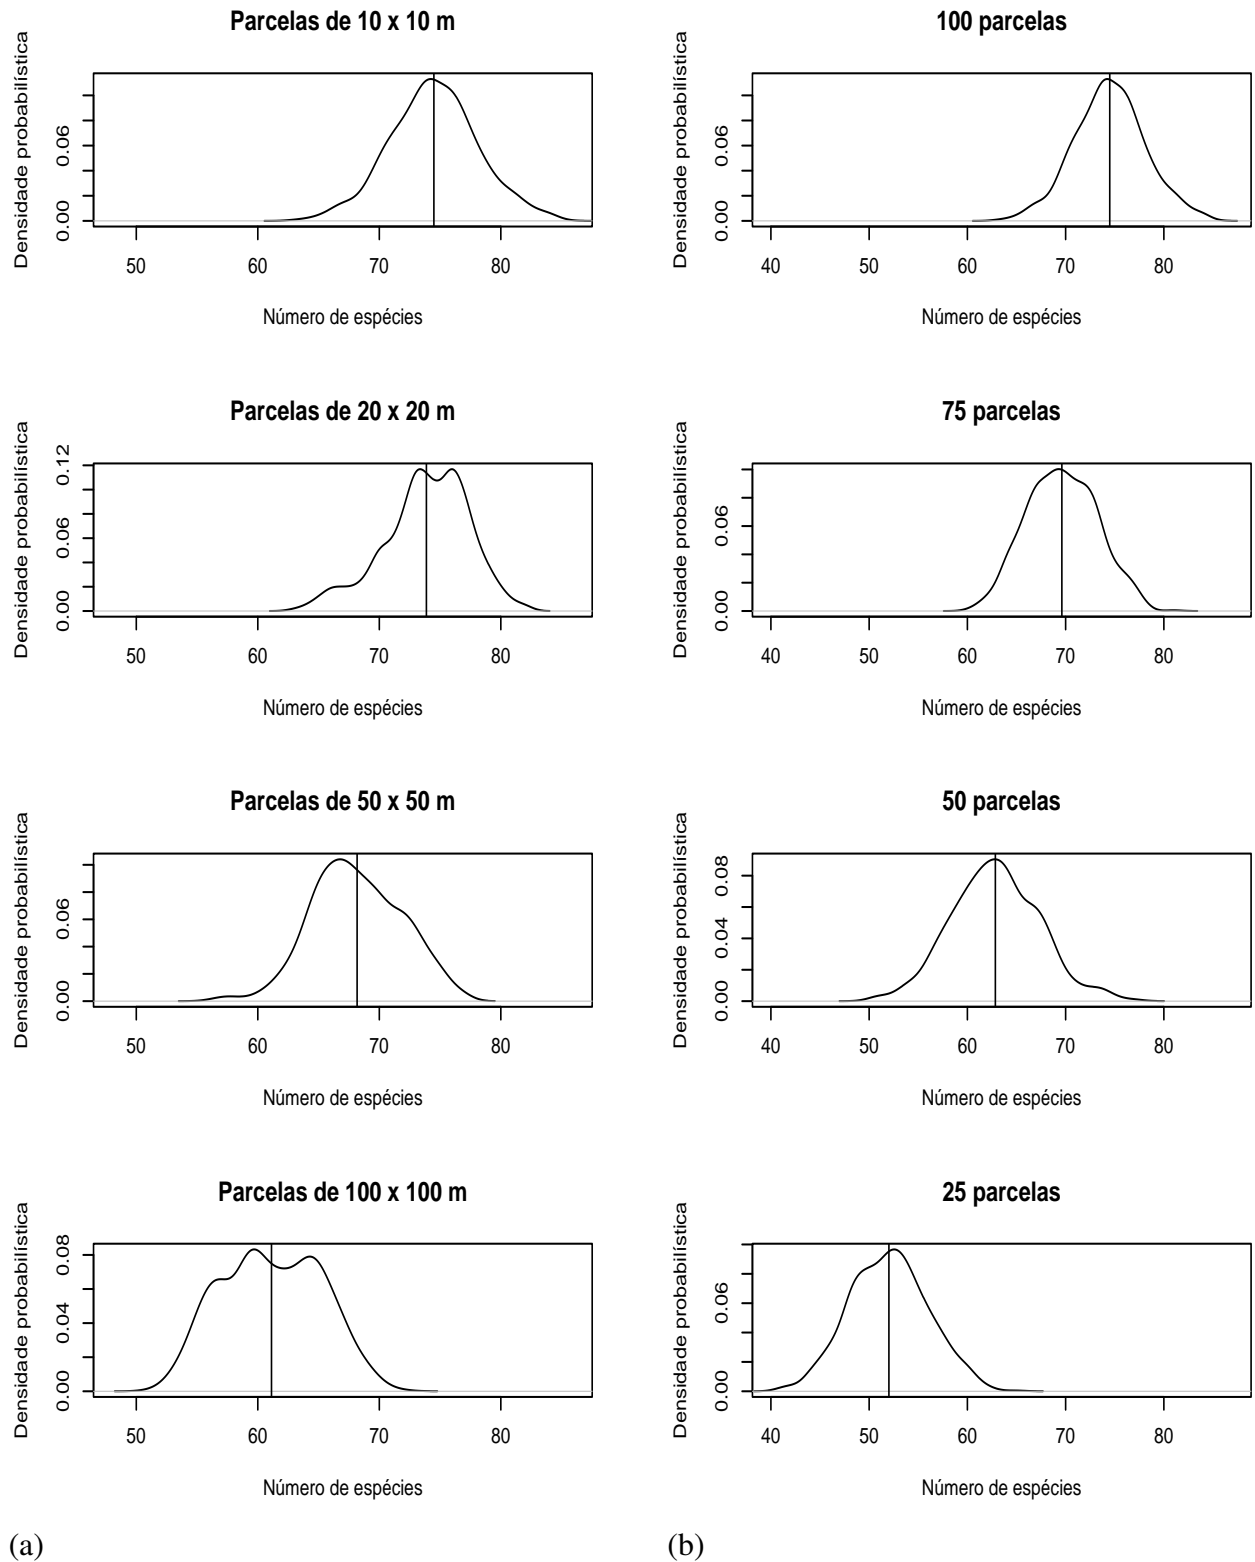 Parcelas de 10 x 10 m
Densidade probabilística
0.00 0.06
50 60 70 80
Número de espécies
Parcelas de 20 x 20 m
Densidade probabilística
0.00 0.06 0.12
50 60 70 80
Número de espécies
Parcelas de 50 x 50 m
Densidade probabilística
0.00 0.06
50 60 70 80
Número de espécies
Parcelas de 100 x 100 m
Densidade probabilística
0.00 0.04 0.08
50 60 70 80
Número de espécies
(a)
100 parcelas
Densidade probabilística
0.00 0.06
40 50 60 70 80
Número de espécies
75 parcelas
Densidade probabilística
0.00 0.06
40 50 60 70 80
Número de espécies
50 parcelas
Densidade probabilística
0.00 0.04 0.08
40 50 60 70 80
Número de espécies
25 parcelas
Densidade probabilística
0.00 0.06
40 50 60 70 80
Número de espécies
(b)